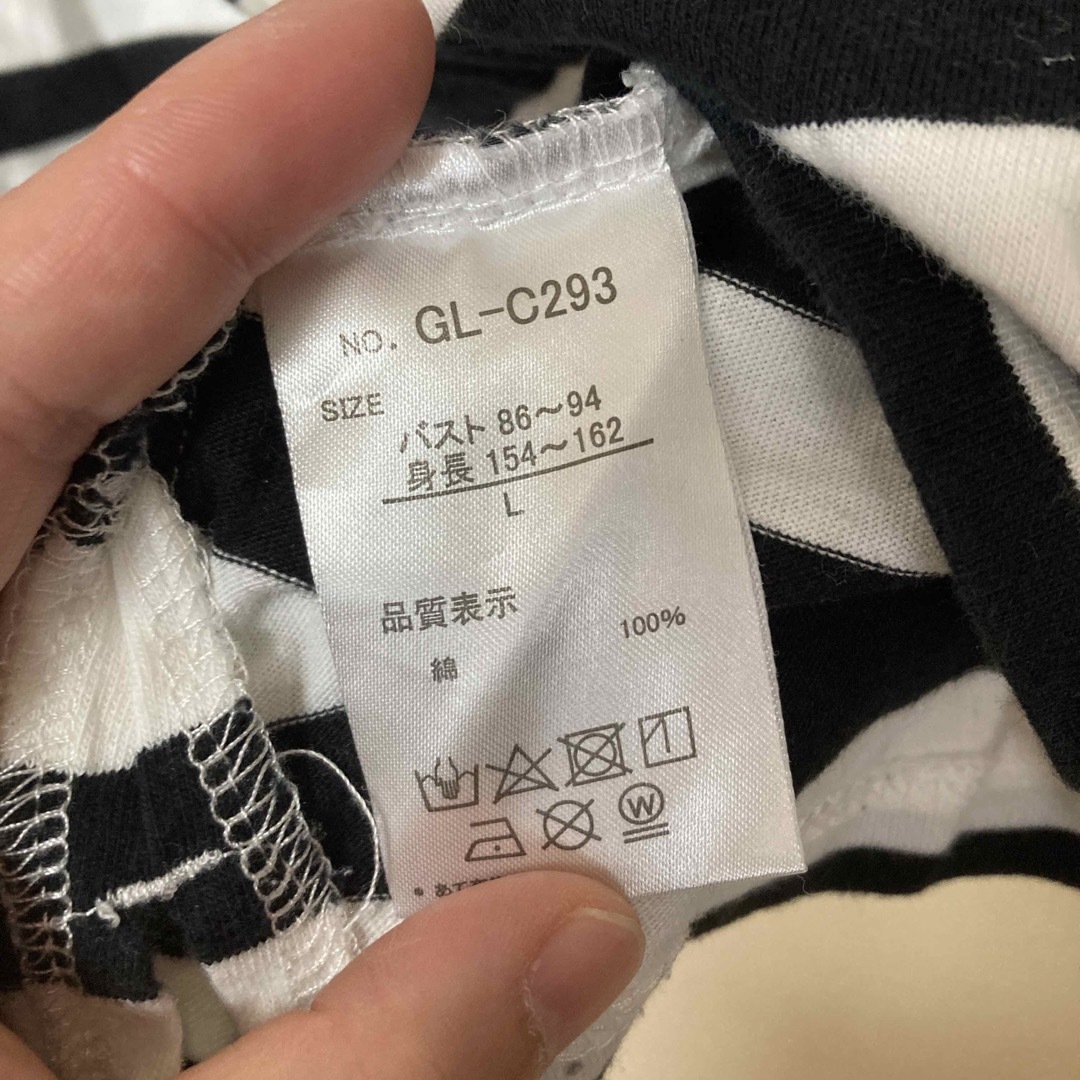 NO. GL-C293
SIZE
バスト 86～94
身長 154～162
L
品質表示
綿 100%
W